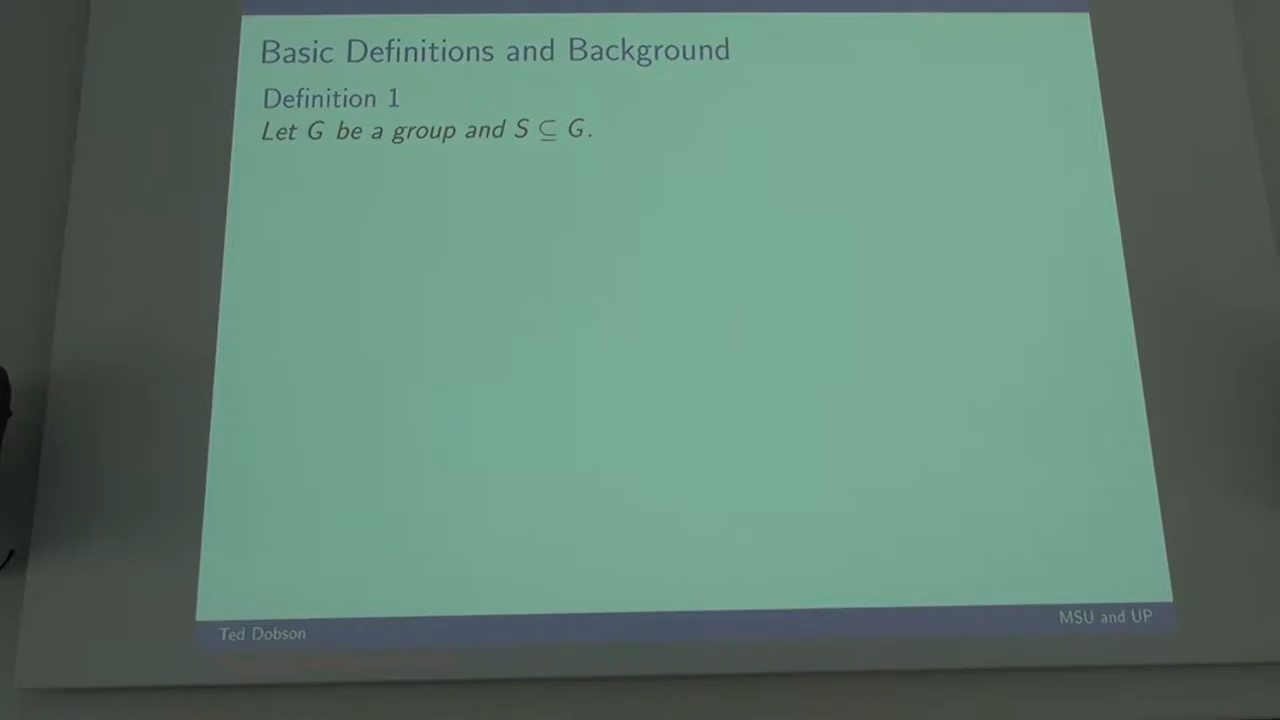 Basic Definitions and Background
Definition 1
Let G be a group and S ⊆ G.
Ted Dobson
MSU and UP